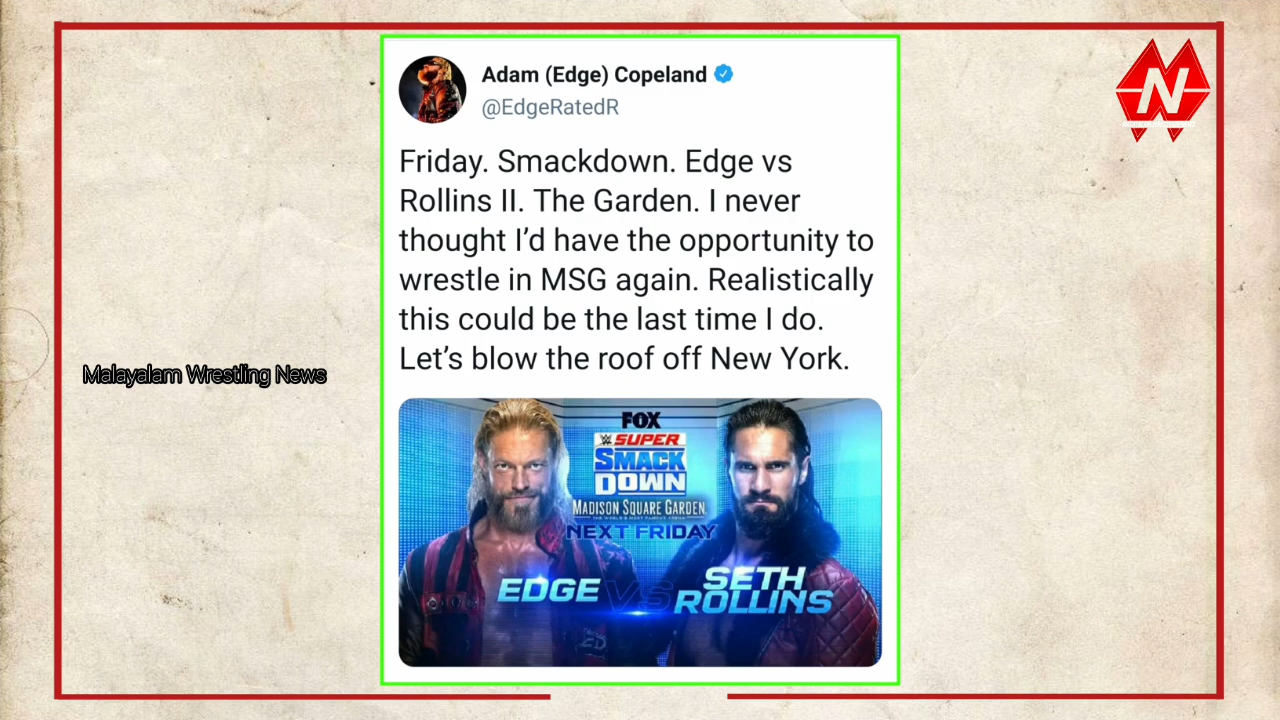 Adam (Edge) Copeland
@EdgeRatedR
Friday. Smackdown. Edge vs
Rollins II. The Garden. I never
thought I'd have the opportunity to
wrestle in MSG again. Realistically
this could be the last time I do.
Let's blow the roof off New York.
Malayalam Wrestling News
N
FOX
W SUPER
SMACK
DOWN
MADISON SQUARE GARDEN
NEXT FRIDAY
EDGE VS SETH
ROLLINS